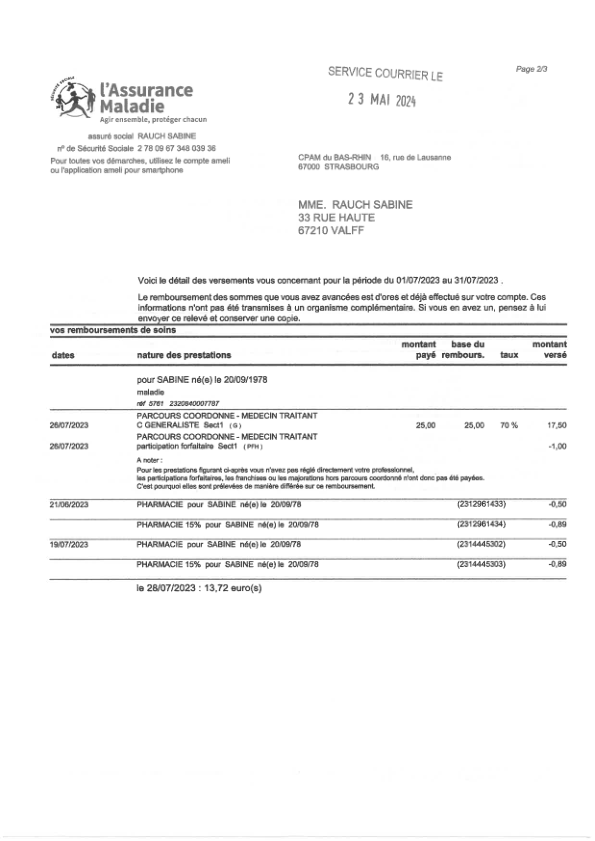 SERVICE COURRIER LE
23 MAI 2024
Page 2/3
SÉCURITÉ SOCIALE
l'Assurance
Maladie
Agir ensemble, protéger chacun
assuré social RAUCH SABINE
n° de Sécurité Sociale 2 78 09 67 348 039 36
Pour toutes vos démarches, utilisez le compte ameli
ou l'application ameli pour smartphone
CPAM du BAS-RHIN 16, rue de Lausanne
67000 STRASBOURG
MME. RAUCH SABINE
33 RUE HAUTE
67210 VALFF
Voici le détail des versements vous concernant pour la période du 01/07/2023 au 31/07/2023 .
Le remboursement des sommes que vous avez avancées est d'ores et déjà effectué sur votre compte. Ces
informations n'ont pas été transmises à un organisme complémentaire. Si vous en avez un, pensez à lui
envoyer ce relevé et conserver une copie.
vos remboursements de soins
dates nature des prestations montant payé base du rembours. taux montant versé
pour SABINE né(e) le 20/09/1978
maladie
réf 5761 2320840007787
PARCOURS COORDONNE - MEDECIN TRAITANT
26/07/2023 C GENERALISTE Sect1 (G) 25,00 25,00 70 % 17,50
PARCOURS COORDONNE - MEDECIN TRAITANT
26/07/2023 participation forfaitaire Sect1 (PFH) -1,00
A noter :
Pour les prestations figurant ci-après vous n'avez pas réglé directement votre professionnel,
les participations forfaitaires, les franchises ou les majorations hors parcours coordonné n'ont donc pas été payées.
C'est pourquoi elles sont prélevées de manière différée sur ce remboursement.
21/06/2023 PHARMACIE pour SABINE né(e) le 20/09/78 (2312961433) -0,50
PHARMACIE 15% pour SABINE né(e) le 20/09/78 (2312961434) -0,89
19/07/2023 PHARMACIE pour SABINE né(e) le 20/09/78 (2314445302) -0,50
PHARMACIE 15% pour SABINE né(e) le 20/09/78 (2314445303) -0,89
le 28/07/2023 : 13,72 euro(s)